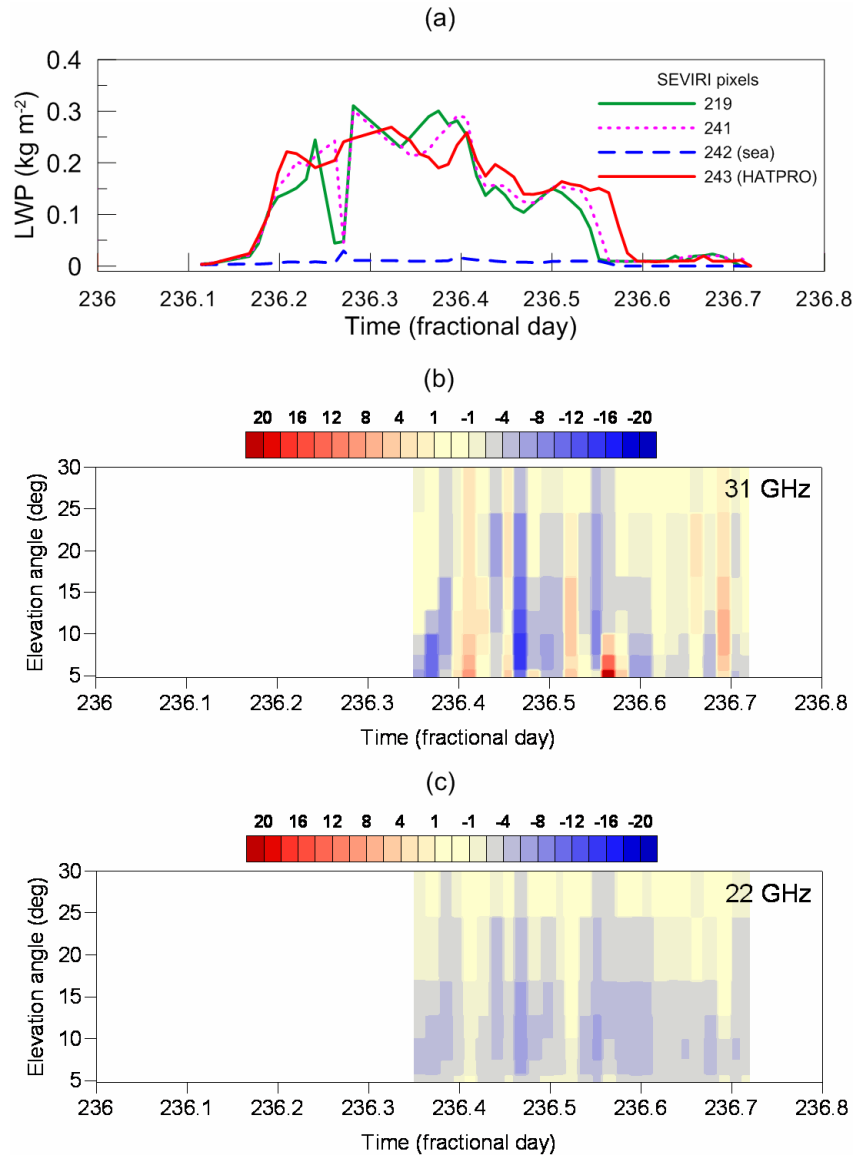 (a)
SEVIRI pixels
219
241
242 (sea)
243 (HATPRO)
LWP (kg m⁻²)
0.4
0.3
0.2
0.1
0
236 236.1 236.2 236.3 236.4 236.5 236.6 236.7 236.8
Time (fractional day)
(b)
20 16 12 8 4 1 -1 -4 -8 -12 -16 -20
31 GHz
Elevation angle (deg)
30
25
20
15
10
5
236 236.1 236.2 236.3 236.4 236.5 236.6 236.7 236.8
Time (fractional day)
(c)
20 16 12 8 4 1 -1 -4 -8 -12 -16 -20
22 GHz
Elevation angle (deg)
30
25
20
15
10
5
236 236.1 236.2 236.3 236.4 236.5 236.6 236.7 236.8
Time (fractional day)